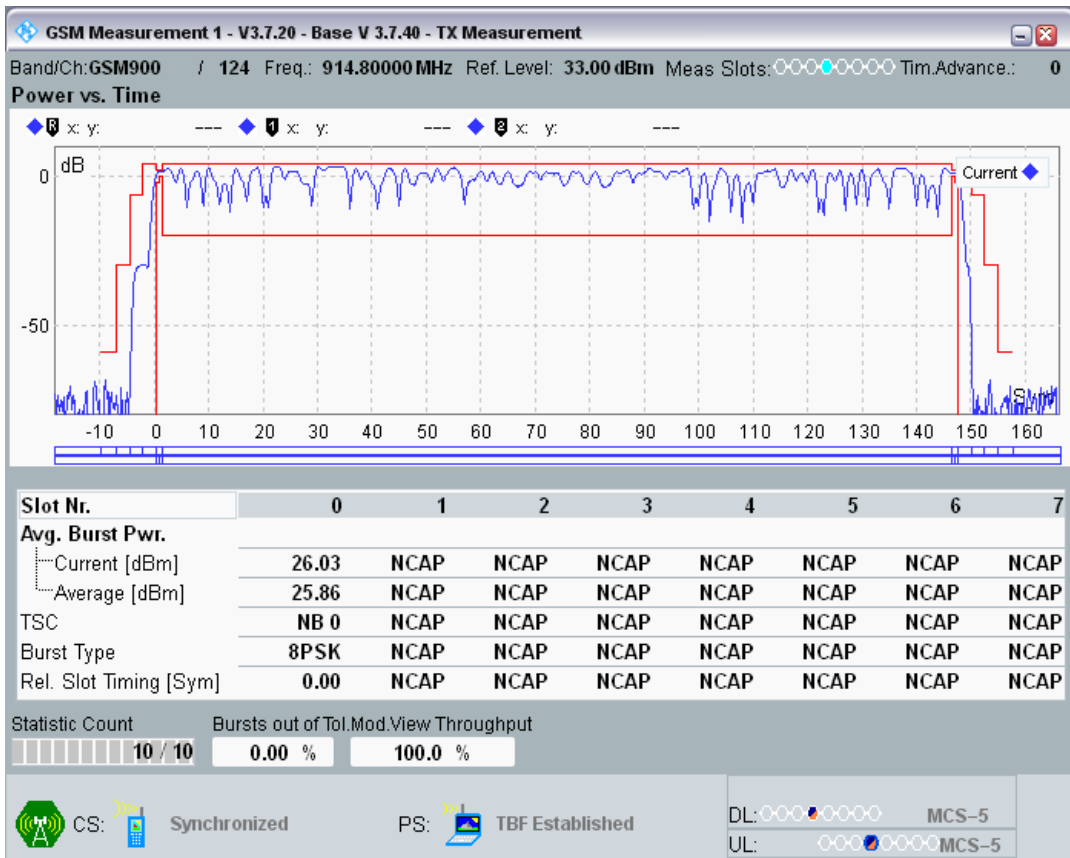 GSM Measurement 1 - V3.7.20 - Base V 3.7.40 - TX Measurement
Band/Ch:GSM900 / 124 Freq.: 914.80000 MHz Ref. Level: 33.00 dBm Meas Slots: Tim.Advance.: 0
Power vs. Time
R x: y: --- 1 x: y: --- 2 x: y: ---
dB
Current
0
-50
-10 0 10 20 30 40 50 60 70 80 90 100 110 120 130 140 150 160
Slot Nr. 0 1 2 3 4 5 6 7
Avg. Burst Pwr.
Current [dBm] 26.03 NCAP NCAP NCAP NCAP NCAP NCAP NCAP
Average [dBm] 25.86 NCAP NCAP NCAP NCAP NCAP NCAP NCAP
TSC NB 0 NCAP NCAP NCAP NCAP NCAP NCAP NCAP
Burst Type 8PSK NCAP NCAP NCAP NCAP NCAP NCAP NCAP
Rel. Slot Timing [Sym] 0.00 NCAP NCAP NCAP NCAP NCAP NCAP NCAP
Statistic Count Bursts out of Tol.Mod.View Throughput
10 / 10 0.00 % 100.0 %
CS: Synchronized PS: TBF Established
DL: MCS-5
UL: MCS-5